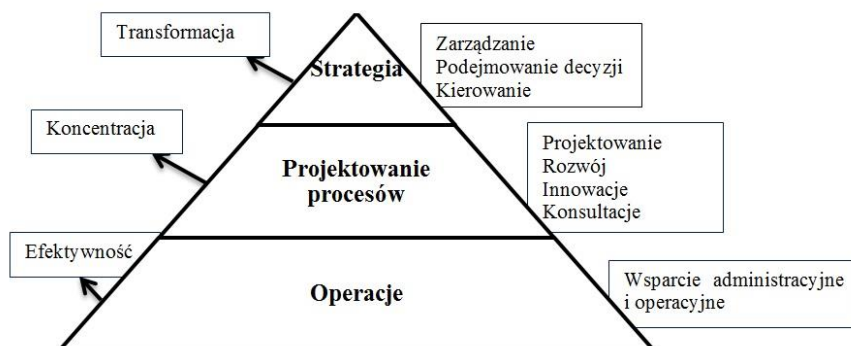 Transformacja
Strategia
Zarządzanie
Podejmowanie decyzji
Kierowanie
Koncentracja
Projektowanie
procesów
Projektowanie
Rozwój
Innowacje
Konsultacje
Efektywność
Operacje
Wsparcie administracyjne
i operacyjne